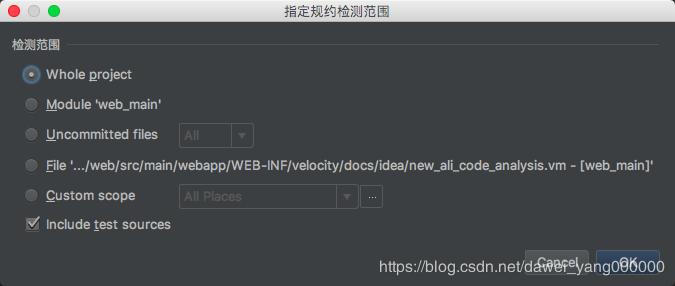 指定规约检测范围
检测范围
Whole project
Module 'web_main'
Uncommitted files All
File '.../web/src/main/webapp/WEB-INF/velocity/docs/idea/new_ali_code_analysis.vm - [web_main]'
Custom scope All Places ...
Include test sources
Cancel OK
https://blog.csdn.net/dawer_yang000000